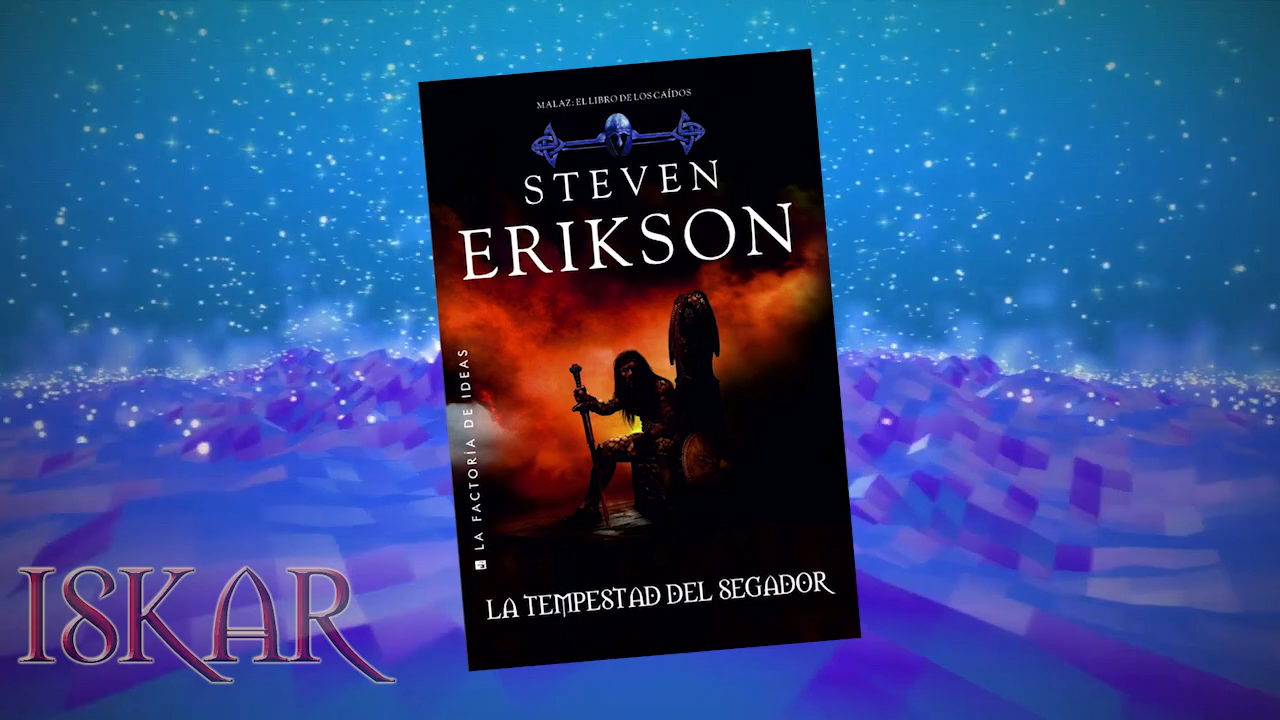 MALAZ: EL LIBRO DE LOS CAÍDOS
STEVEN
ERIKSON
LA FACTORÍA DE IDEAS
LA TEMPESTAD DEL SEGADOR
ISKAR